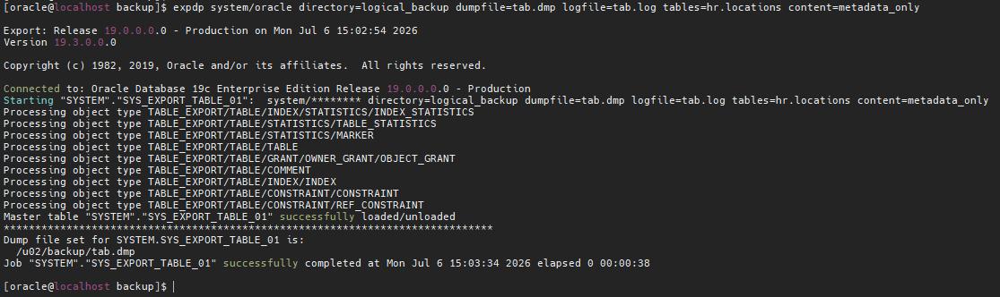 [oracle@localhost backup]$ expdp system/oracle directory=logical_backup dumpfile=tab.dmp logfile=tab.log tables=hr.locations content=metadata_only
Export: Release 19.0.0.0.0 - Production on Mon Jul 6 15:02:54 2026
Version 19.3.0.0.0
Copyright (c) 1982, 2019, Oracle and/or its affiliates.  All rights reserved.
Connected to: Oracle Database 19c Enterprise Edition Release 19.0.0.0.0 - Production
Starting "SYSTEM"."SYS_EXPORT_TABLE_01":  system/******** directory=logical_backup dumpfile=tab.dmp logfile=tab.log tables=hr.locations content=metadata_only
Processing object type TABLE_EXPORT/TABLE/INDEX/STATISTICS/INDEX_STATISTICS
Processing object type TABLE_EXPORT/TABLE/STATISTICS/TABLE_STATISTICS
Processing object type TABLE_EXPORT/TABLE/STATISTICS/MARKER
Processing object type TABLE_EXPORT/TABLE/TABLE
Processing object type TABLE_EXPORT/TABLE/GRANT/OWNER_GRANT/OBJECT_GRANT
Processing object type TABLE_EXPORT/TABLE/COMMENT
Processing object type TABLE_EXPORT/TABLE/INDEX/INDEX
Processing object type TABLE_EXPORT/TABLE/CONSTRAINT/CONSTRAINT
Processing object type TABLE_EXPORT/TABLE/CONSTRAINT/REF_CONSTRAINT
Master table "SYSTEM"."SYS_EXPORT_TABLE_01" successfully loaded/unloaded
******************************************************************************
Dump file set for SYSTEM.SYS_EXPORT_TABLE_01 is:
  /u02/backup/tab.dmp
Job "SYSTEM"."SYS_EXPORT_TABLE_01" successfully completed at Mon Jul 6 15:03:34 2026 elapsed 0 00:00:38
[oracle@localhost backup]$